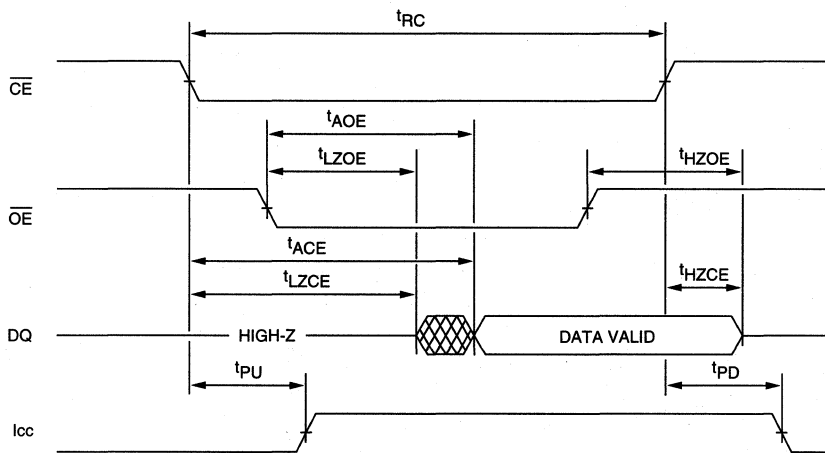 tRC
CE
tAOE
tLZOE
tHZOE
OE
tACE
tLZCE
tHZCE
DQ
HIGH-Z
DATA VALID
tPU
tPD
Icc